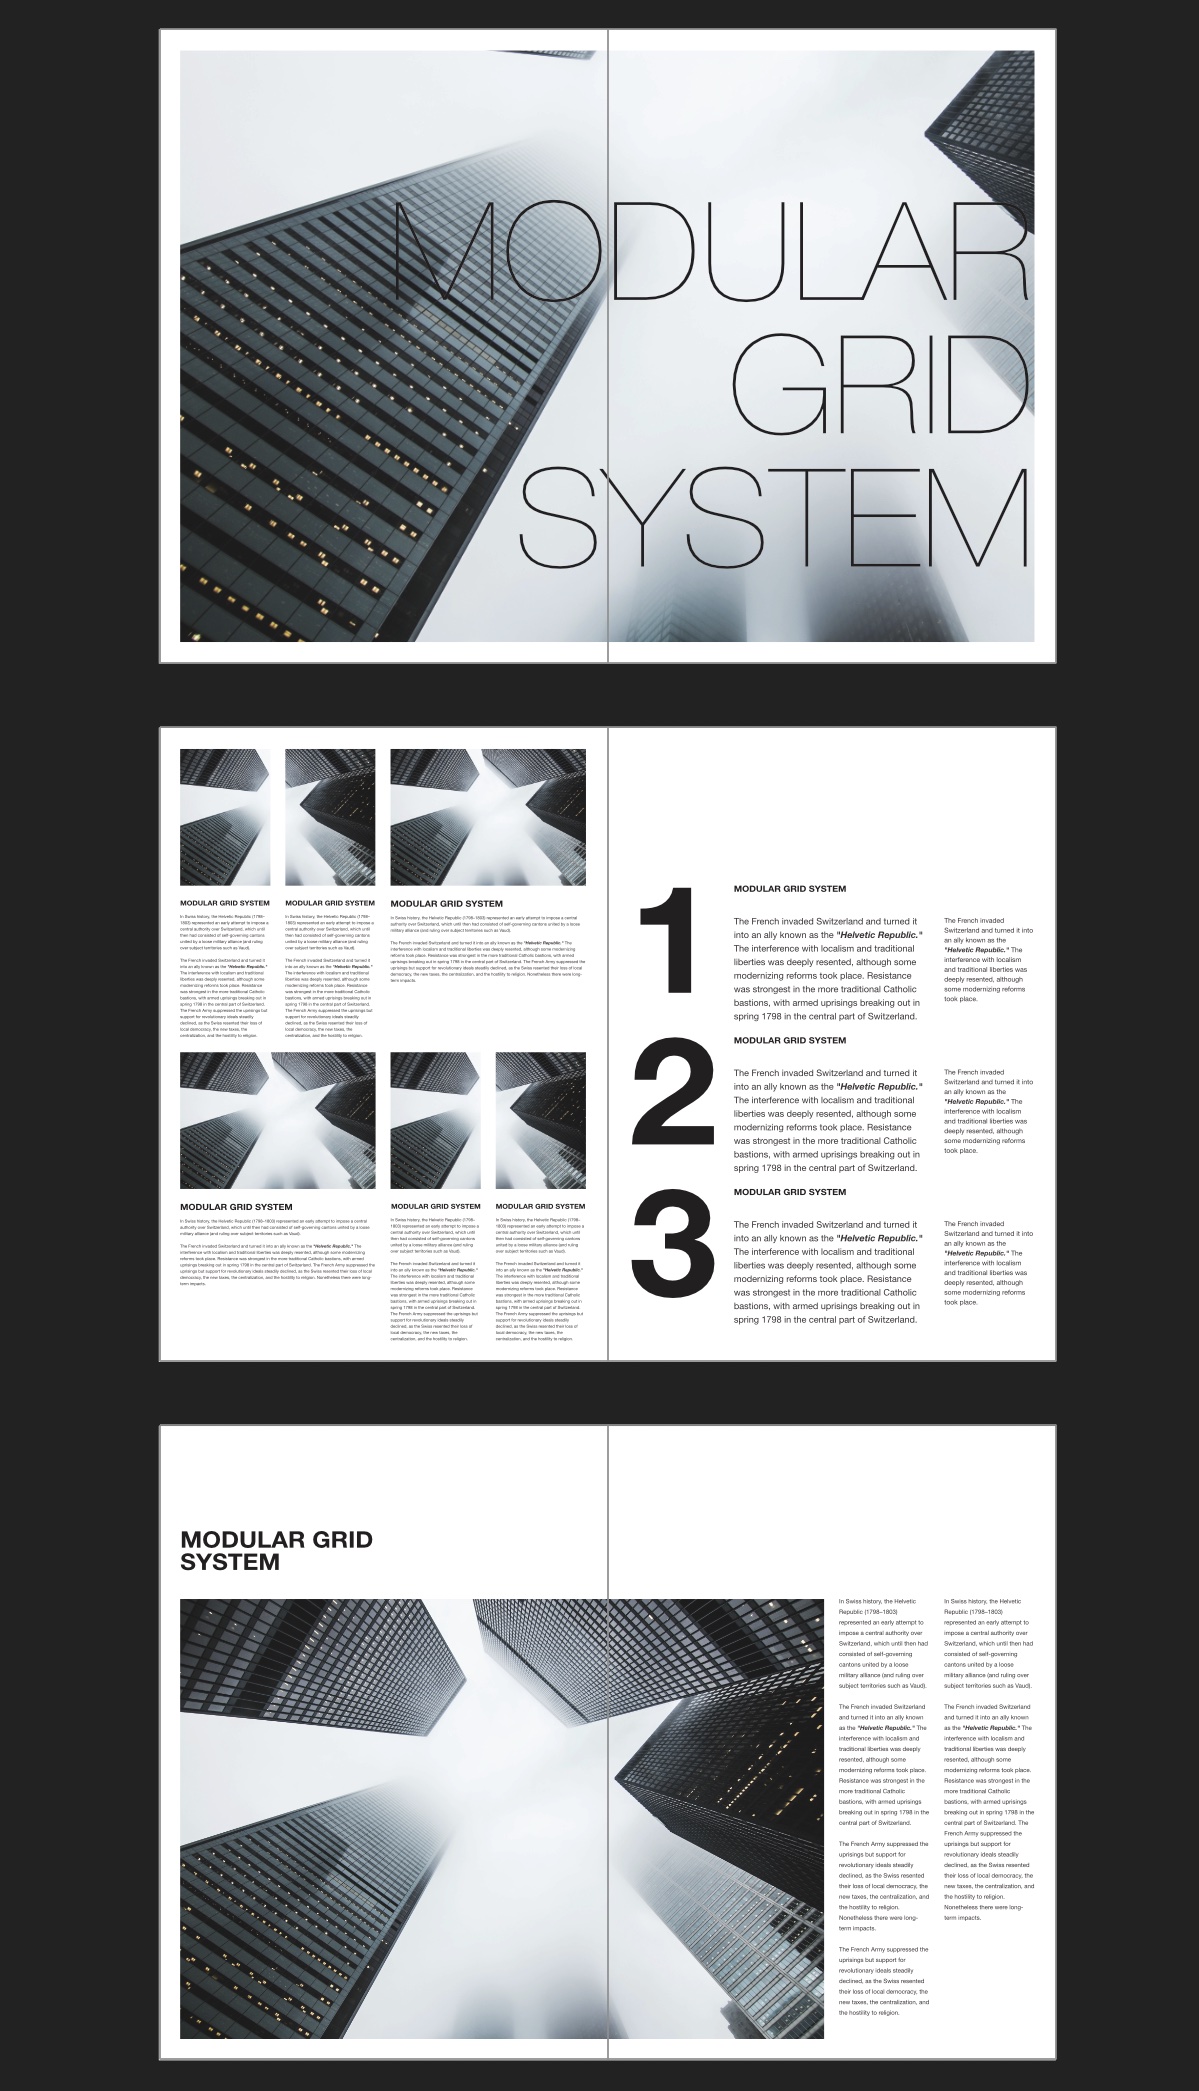 MODULAR
GRID
SYSTEM
MODULAR GRID SYSTEM
In Swiss history, the Helvetic Republic (1798–
1803) represented an early attempt to impose a
central authority over Switzerland, which until
then had consisted of self-governing cantons
united by a loose military alliance (and ruling
over subject territories such as Vaud).
The French invaded Switzerland and turned it
into an ally known as the "Helvetic Republic."
The interference with localism and traditional
liberties was deeply resented, although some
modernizing reforms took place. Resistance
was strongest in the more traditional Catholic
bastions, with armed uprisings breaking out in
spring 1798 in the central part of Switzerland.
The French Army suppressed the uprisings but
support for revolutionary ideals steadily
declined, as the Swiss resented their loss of
local democracy, the new taxes, the
centralization, and the hostility to religion.
MODULAR GRID SYSTEM
In Swiss history, the Helvetic Republic (1798–
1803) represented an early attempt to impose a
central authority over Switzerland, which until
then had consisted of self-governing cantons
united by a loose military alliance (and ruling
over subject territories such as Vaud).
The French invaded Switzerland and turned it
into an ally known as the "Helvetic Republic."
The interference with localism and traditional
liberties was deeply resented, although some
modernizing reforms took place. Resistance
was strongest in the more traditional Catholic
bastions, with armed uprisings breaking out in
spring 1798 in the central part of Switzerland.
The French Army suppressed the uprisings but
support for revolutionary ideals steadily
declined, as the Swiss resented their loss of
local democracy, the new taxes, the
centralization, and the hostility to religion.
MODULAR GRID SYSTEM
In Swiss history, the Helvetic Republic (1798–1803) represented an early attempt to impose a central
authority over Switzerland, which until then had consisted of self-governing cantons united by a loose
military alliance (and ruling over subject territories such as Vaud).
The French invaded Switzerland and turned it into an ally known as the "Helvetic Republic." The
interference with localism and traditional liberties was deeply resented, although some modernizing
reforms took place. Resistance was strongest in the more traditional Catholic bastions, with armed
uprisings breaking out in spring 1798 in the central part of Switzerland. The French Army suppressed the
uprisings but support for revolutionary ideals steadily declined, as the Swiss resented their loss of local
democracy, the new taxes, the centralization, and the hostility to religion. Nonetheless there were long-
term impacts.
MODULAR GRID SYSTEM
In Swiss history, the Helvetic Republic (1798–1803) represented an early attempt to impose a central
authority over Switzerland, which until then had consisted of self-governing cantons united by a loose
military alliance (and ruling over subject territories such as Vaud).
The French invaded Switzerland and turned it into an ally known as the "Helvetic Republic." The
interference with localism and traditional liberties was deeply resented, although some modernizing
reforms took place. Resistance was strongest in the more traditional Catholic bastions, with armed
uprisings breaking out in spring 1798 in the central part of Switzerland. The French Army suppressed the
uprisings but support for revolutionary ideals steadily declined, as the Swiss resented their loss of local
democracy, the new taxes, the centralization, and the hostility to religion. Nonetheless there were long-
term impacts.
MODULAR GRID SYSTEM
In Swiss history, the Helvetic Republic (1798–
1803) represented an early attempt to impose a
central authority over Switzerland, which until
then had consisted of self-governing cantons
united by a loose military alliance (and ruling
over subject territories such as Vaud).
The French invaded Switzerland and turned it
into an ally known as the "Helvetic Republic."
The interference with localism and traditional
liberties was deeply resented, although some
modernizing reforms took place. Resistance
was strongest in the more traditional Catholic
bastions, with armed uprisings breaking out in
spring 1798 in the central part of Switzerland.
The French Army suppressed the uprisings but
support for revolutionary ideals steadily
declined, as the Swiss resented their loss of
local democracy, the new taxes, the
centralization, and the hostility to religion.
MODULAR GRID SYSTEM
In Swiss history, the Helvetic Republic (1798–
1803) represented an early attempt to impose a
central authority over Switzerland, which until
then had consisted of self-governing cantons
united by a loose military alliance (and ruling
over subject territories such as Vaud).
The French invaded Switzerland and turned it
into an ally known as the "Helvetic Republic."
The interference with localism and traditional
liberties was deeply resented, although some
modernizing reforms took place. Resistance
was strongest in the more traditional Catholic
bastions, with armed uprisings breaking out in
spring 1798 in the central part of Switzerland.
The French Army suppressed the uprisings but
support for revolutionary ideals steadily
declined, as the Swiss resented their loss of
local democracy, the new taxes, the
centralization, and the hostility to religion.
1
MODULAR GRID SYSTEM
The French invaded Switzerland and turned it
into an ally known as the "Helvetic Republic."
The interference with localism and traditional
liberties was deeply resented, although some
modernizing reforms took place. Resistance
was strongest in the more traditional Catholic
bastions, with armed uprisings breaking out in
spring 1798 in the central part of Switzerland.
The French invaded
Switzerland and turned it into
an ally known as the
"Helvetic Republic." The
interference with localism
and traditional liberties was
deeply resented, although
some modernizing reforms
took place.
2
MODULAR GRID SYSTEM
The French invaded Switzerland and turned it
into an ally known as the "Helvetic Republic."
The interference with localism and traditional
liberties was deeply resented, although some
modernizing reforms took place. Resistance
was strongest in the more traditional Catholic
bastions, with armed uprisings breaking out in
spring 1798 in the central part of Switzerland.
The French invaded
Switzerland and turned it into
an ally known as the
"Helvetic Republic." The
interference with localism
and traditional liberties was
deeply resented, although
some modernizing reforms
took place.
3
MODULAR GRID SYSTEM
The French invaded Switzerland and turned it
into an ally known as the "Helvetic Republic."
The interference with localism and traditional
liberties was deeply resented, although some
modernizing reforms took place. Resistance
was strongest in the more traditional Catholic
bastions, with armed uprisings breaking out in
spring 1798 in the central part of Switzerland.
The French invaded
Switzerland and turned it into
an ally known as the
"Helvetic Republic." The
interference with localism
and traditional liberties was
deeply resented, although
some modernizing reforms
took place.
MODULAR GRID
SYSTEM
In Swiss history, the Helvetic
Republic (1798–1803)
represented an early attempt to
impose a central authority over
Switzerland, which until then had
consisted of self-governing
cantons united by a loose
military alliance (and ruling over
subject territories such as Vaud).
The French invaded Switzerland
and turned it into an ally known
as the "Helvetic Republic." The
interference with localism and
traditional liberties was deeply
resented, although some
modernizing reforms took place.
Resistance was strongest in the
more traditional Catholic
bastions, with armed uprisings
breaking out in spring 1798 in the
central part of Switzerland.
The French Army suppressed the
uprisings but support for
revolutionary ideals steadily
declined, as the Swiss resented
their loss of local democracy, the
new taxes, the centralization, and
the hostility to religion.
Nonetheless there were long-
term impacts.
The French Army suppressed the
uprisings but support for
revolutionary ideals steadily
declined, as the Swiss resented
their loss of local democracy, the
new taxes, the centralization, and
the hostility to religion.
In Swiss history, the Helvetic
Republic (1798–1803)
represented an early attempt to
impose a central authority over
Switzerland, which until then had
consisted of self-governing
cantons united by a loose
military alliance (and ruling over
subject territories such as Vaud).
The French invaded Switzerland
and turned it into an ally known
as the "Helvetic Republic." The
interference with localism and
traditional liberties was deeply
resented, although some
modernizing reforms took place.
Resistance was strongest in the
more traditional Catholic
bastions, with armed uprisings
breaking out in spring 1798 in the
central part of Switzerland. The
French Army suppressed the
uprisings but support for
revolutionary ideals steadily
declined, as the Swiss resented
their loss of local democracy, the
new taxes, the centralization, and
the hostility to religion.
Nonetheless there were long-
term impacts.